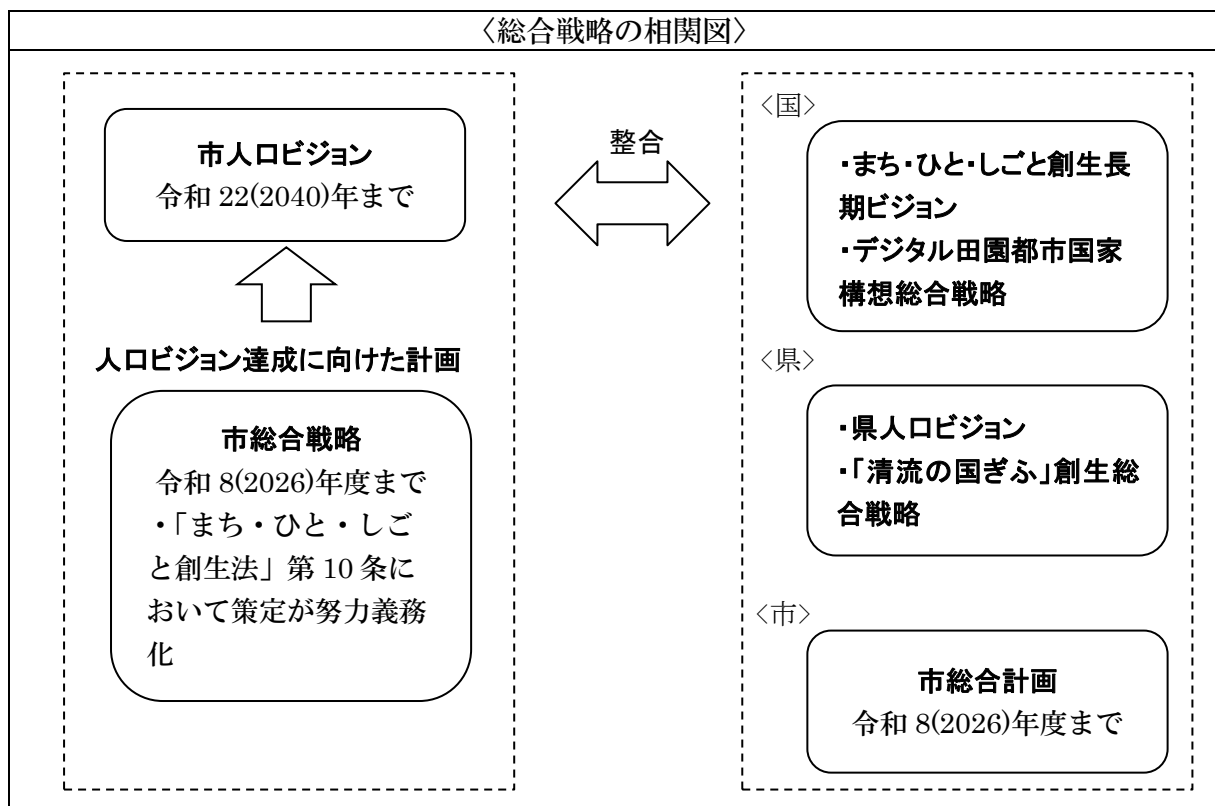 〈総合戦略の相関図〉
市人口ビジョン
令和 22(2040)年まで
人口ビジョン達成に向けた計画
市総合戦略
令和 8(2026)年度まで
・「まち・ひと・しご
と創生法」第 10 条に
おいて策定が努力義務
化
整合
〈国〉
・まち・ひと・しごと創生長
期ビジョン
・デジタル田園都市国家
構想総合戦略
〈県〉
・県人口ビジョン
・「清流の国ぎふ」創生総
合戦略
〈市〉
市総合計画
令和 8(2026)年度まで